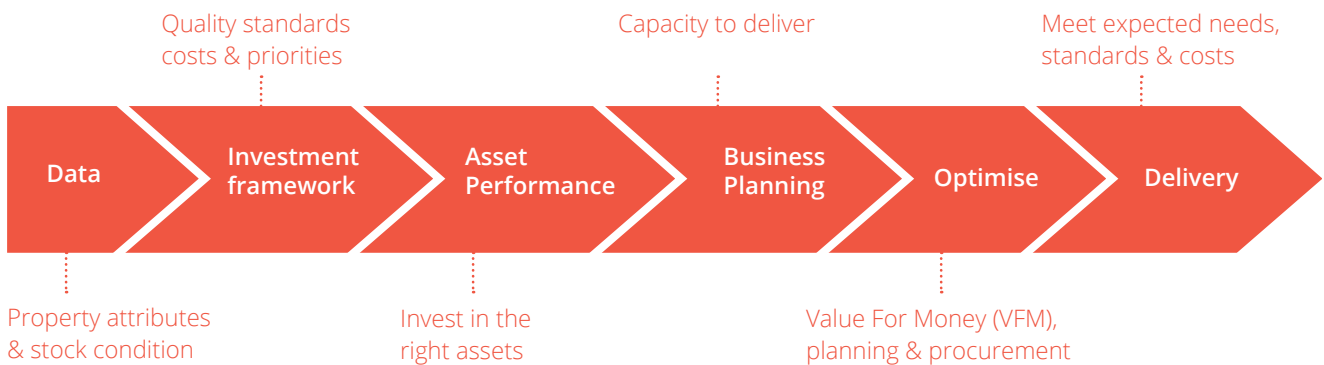 Quality standards
costs & priorities
Capacity to deliver
Meet expected needs,
standards & costs
Data
Investment
framework
Asset
Performance
Business
Planning
Optimise
Delivery
Property attributes
& stock condition
Invest in the
right assets
Value For Money (VFM),
planning & procurement